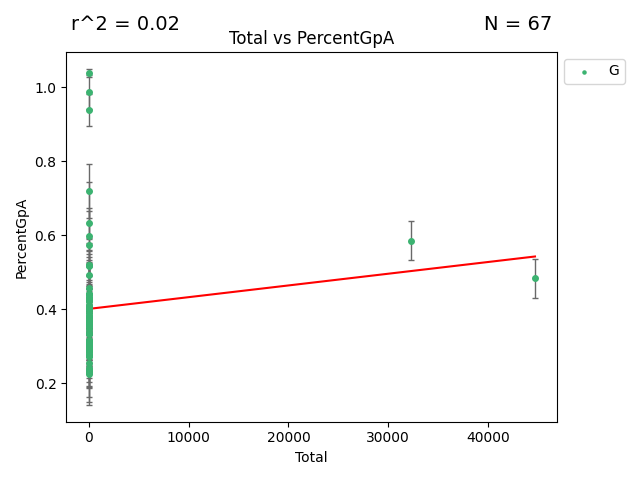 r^2 = 0.02
N = 67
Total vs PercentGpA
G
1.0
0.8
0.6
0.4
0.2
PercentGpA
0
10000
20000
30000
40000
Total